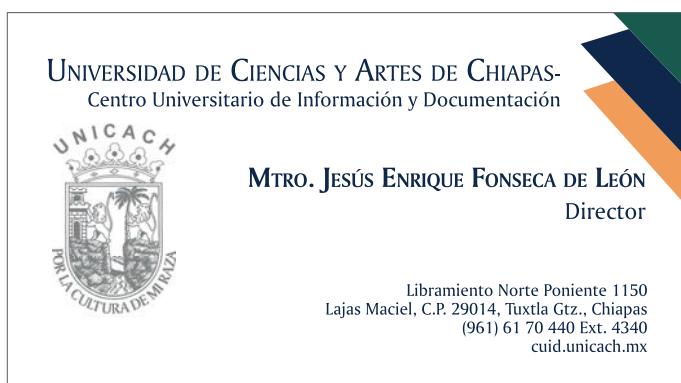 UNIVERSIDAD DE CIENCIAS Y ARTES DE CHIAPAS-
Centro Universitario de Información y Documentación
UNICACH
POR LA CULTURA DE MI RAZA
MTRO. JESÚS ENRIQUE FONSECA DE LEÓN
Director
Libramiento Norte Poniente 1150
Lajas Maciel, C.P. 29014, Tuxtla Gtz., Chiapas
(961) 61 70 440 Ext. 4340
cuid.unicach.mx